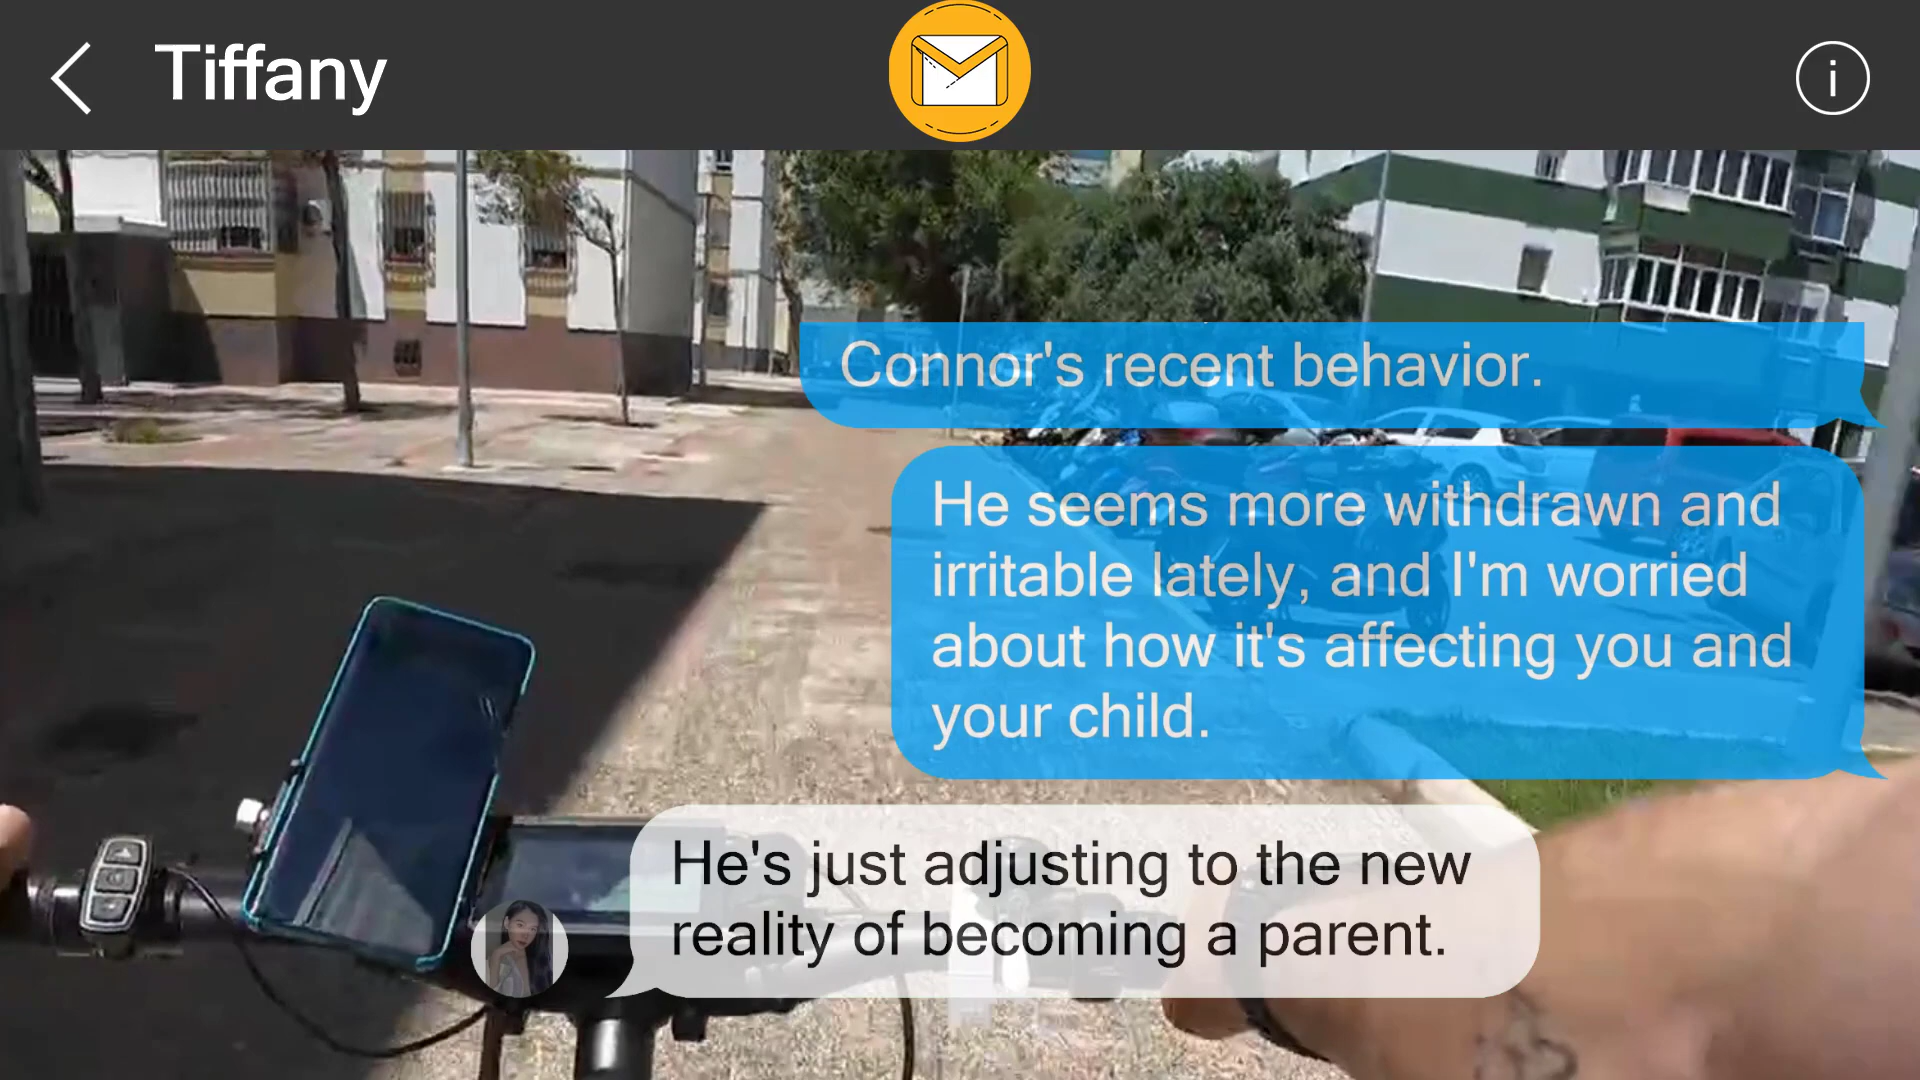 Tiffany
Connor's recent behavior.
He seems more withdrawn and
irritable lately, and I'm worried
about how it's affecting you and
your child.
He's just adjusting to the new
reality of becoming a parent.